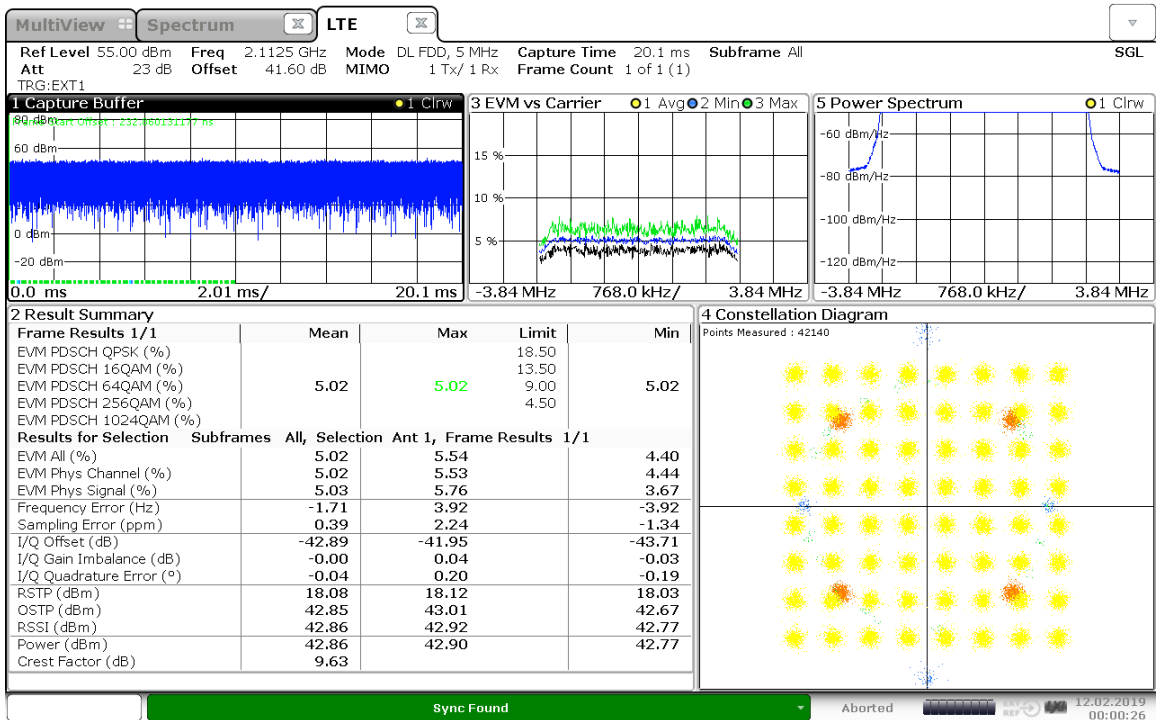 MultiView Spectrum LTE
Ref Level 55.00 dBm Freq 2.1125 GHz Mode DL FDD, 5 MHz Capture Time 20.1 ms Subframe All SGL
Att 23 dB Offset 41.60 dB MIMO 1 Tx/ 1 Rx Frame Count 1 of 1 (1)
TRG:EXT1
1 Capture Buffer 1 Clrw
80 dBm
Frame Start Offset : 232.860131177 ms
60 dBm
0 dBm
-20 dBm
0.0 ms 2.01 ms/ 20.1 ms
3 EVM vs Carrier 1 Avg 2 Min 3 Max
15 %
10 %
5 %
-3.84 MHz 768.0 kHz/ 3.84 MHz
5 Power Spectrum 1 Clrw
-60 dBm/Hz
-80 dBm/Hz
-100 dBm/Hz
-120 dBm/Hz
-3.84 MHz 768.0 kHz/ 3.84 MHz
2 Result Summary
Frame Results 1/1 Mean Max Limit Min
EVM PDSCH QPSK (%) 18.50
EVM PDSCH 16QAM (%) 13.50
EVM PDSCH 64QAM (%) 5.02 5.02 9.00 5.02
EVM PDSCH 256QAM (%) 4.50
EVM PDSCH 1024QAM (%)
Results for Selection Subframes All, Selection Ant 1, Frame Results 1/1
EVM All (%) 5.02 5.54 4.40
EVM Phys Channel (%) 5.02 5.53 4.44
EVM Phys Signal (%) 5.03 5.76 3.67
Frequency Error (Hz) -1.71 3.92 -3.92
Sampling Error (ppm) 0.39 2.24 -1.34
I/Q Offset (dB) -42.89 -41.95 -43.71
I/Q Gain Imbalance (dB) -0.00 0.04 -0.03
I/Q Quadrature Error (º) -0.04 0.20 -0.19
RSTP (dBm) 18.08 18.12 18.03
OSTP (dBm) 42.85 43.01 42.67
RSSI (dBm) 42.86 42.92 42.77
Power (dBm) 42.86 42.90 42.77
Crest Factor (dB) 9.63
4 Constellation Diagram
Points Measured : 42140
Sync Found Aborted EXT REF 12.02.2019
00:00:26